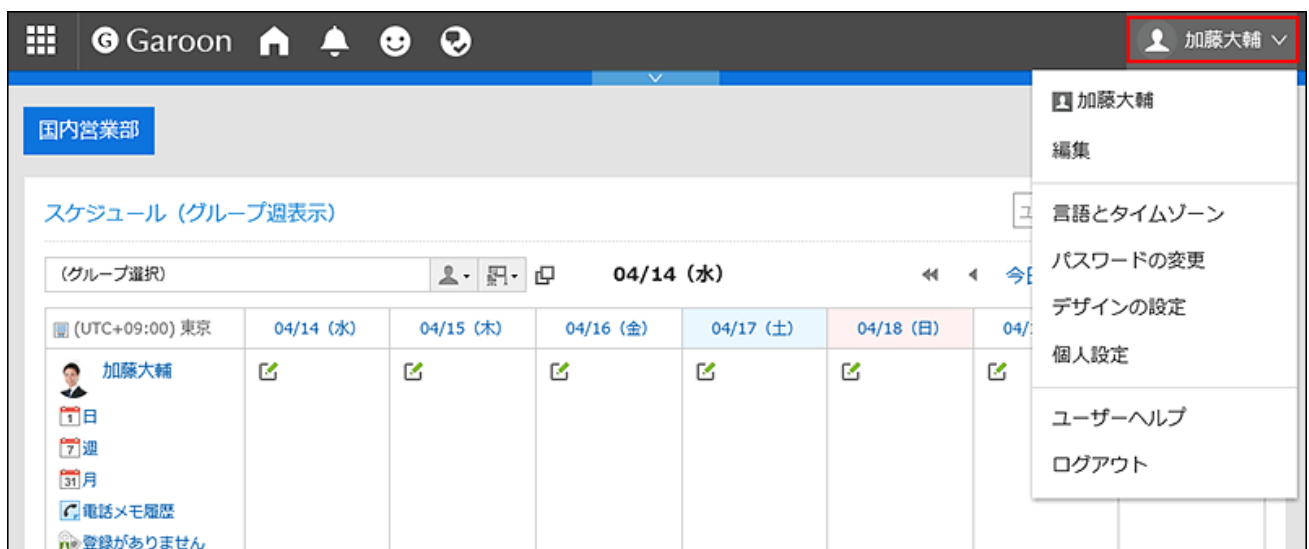 G Garoon
加藤大輔
加藤大輔
編集
言語とタイムゾーン
パスワードの変更
デザインの設定
個人設定
ユーザーヘルプ
ログアウト
国内営業部
スケジュール（グループ週表示）
（グループ選択）
04/14（水）
(UTC+09:00) 東京
04/14（水）
04/15（木）
04/16（金）
04/17（土）
04/18（日）
04/
加藤大輔
1 日
7 週
31 月
電話メモ履歴
登録がありません